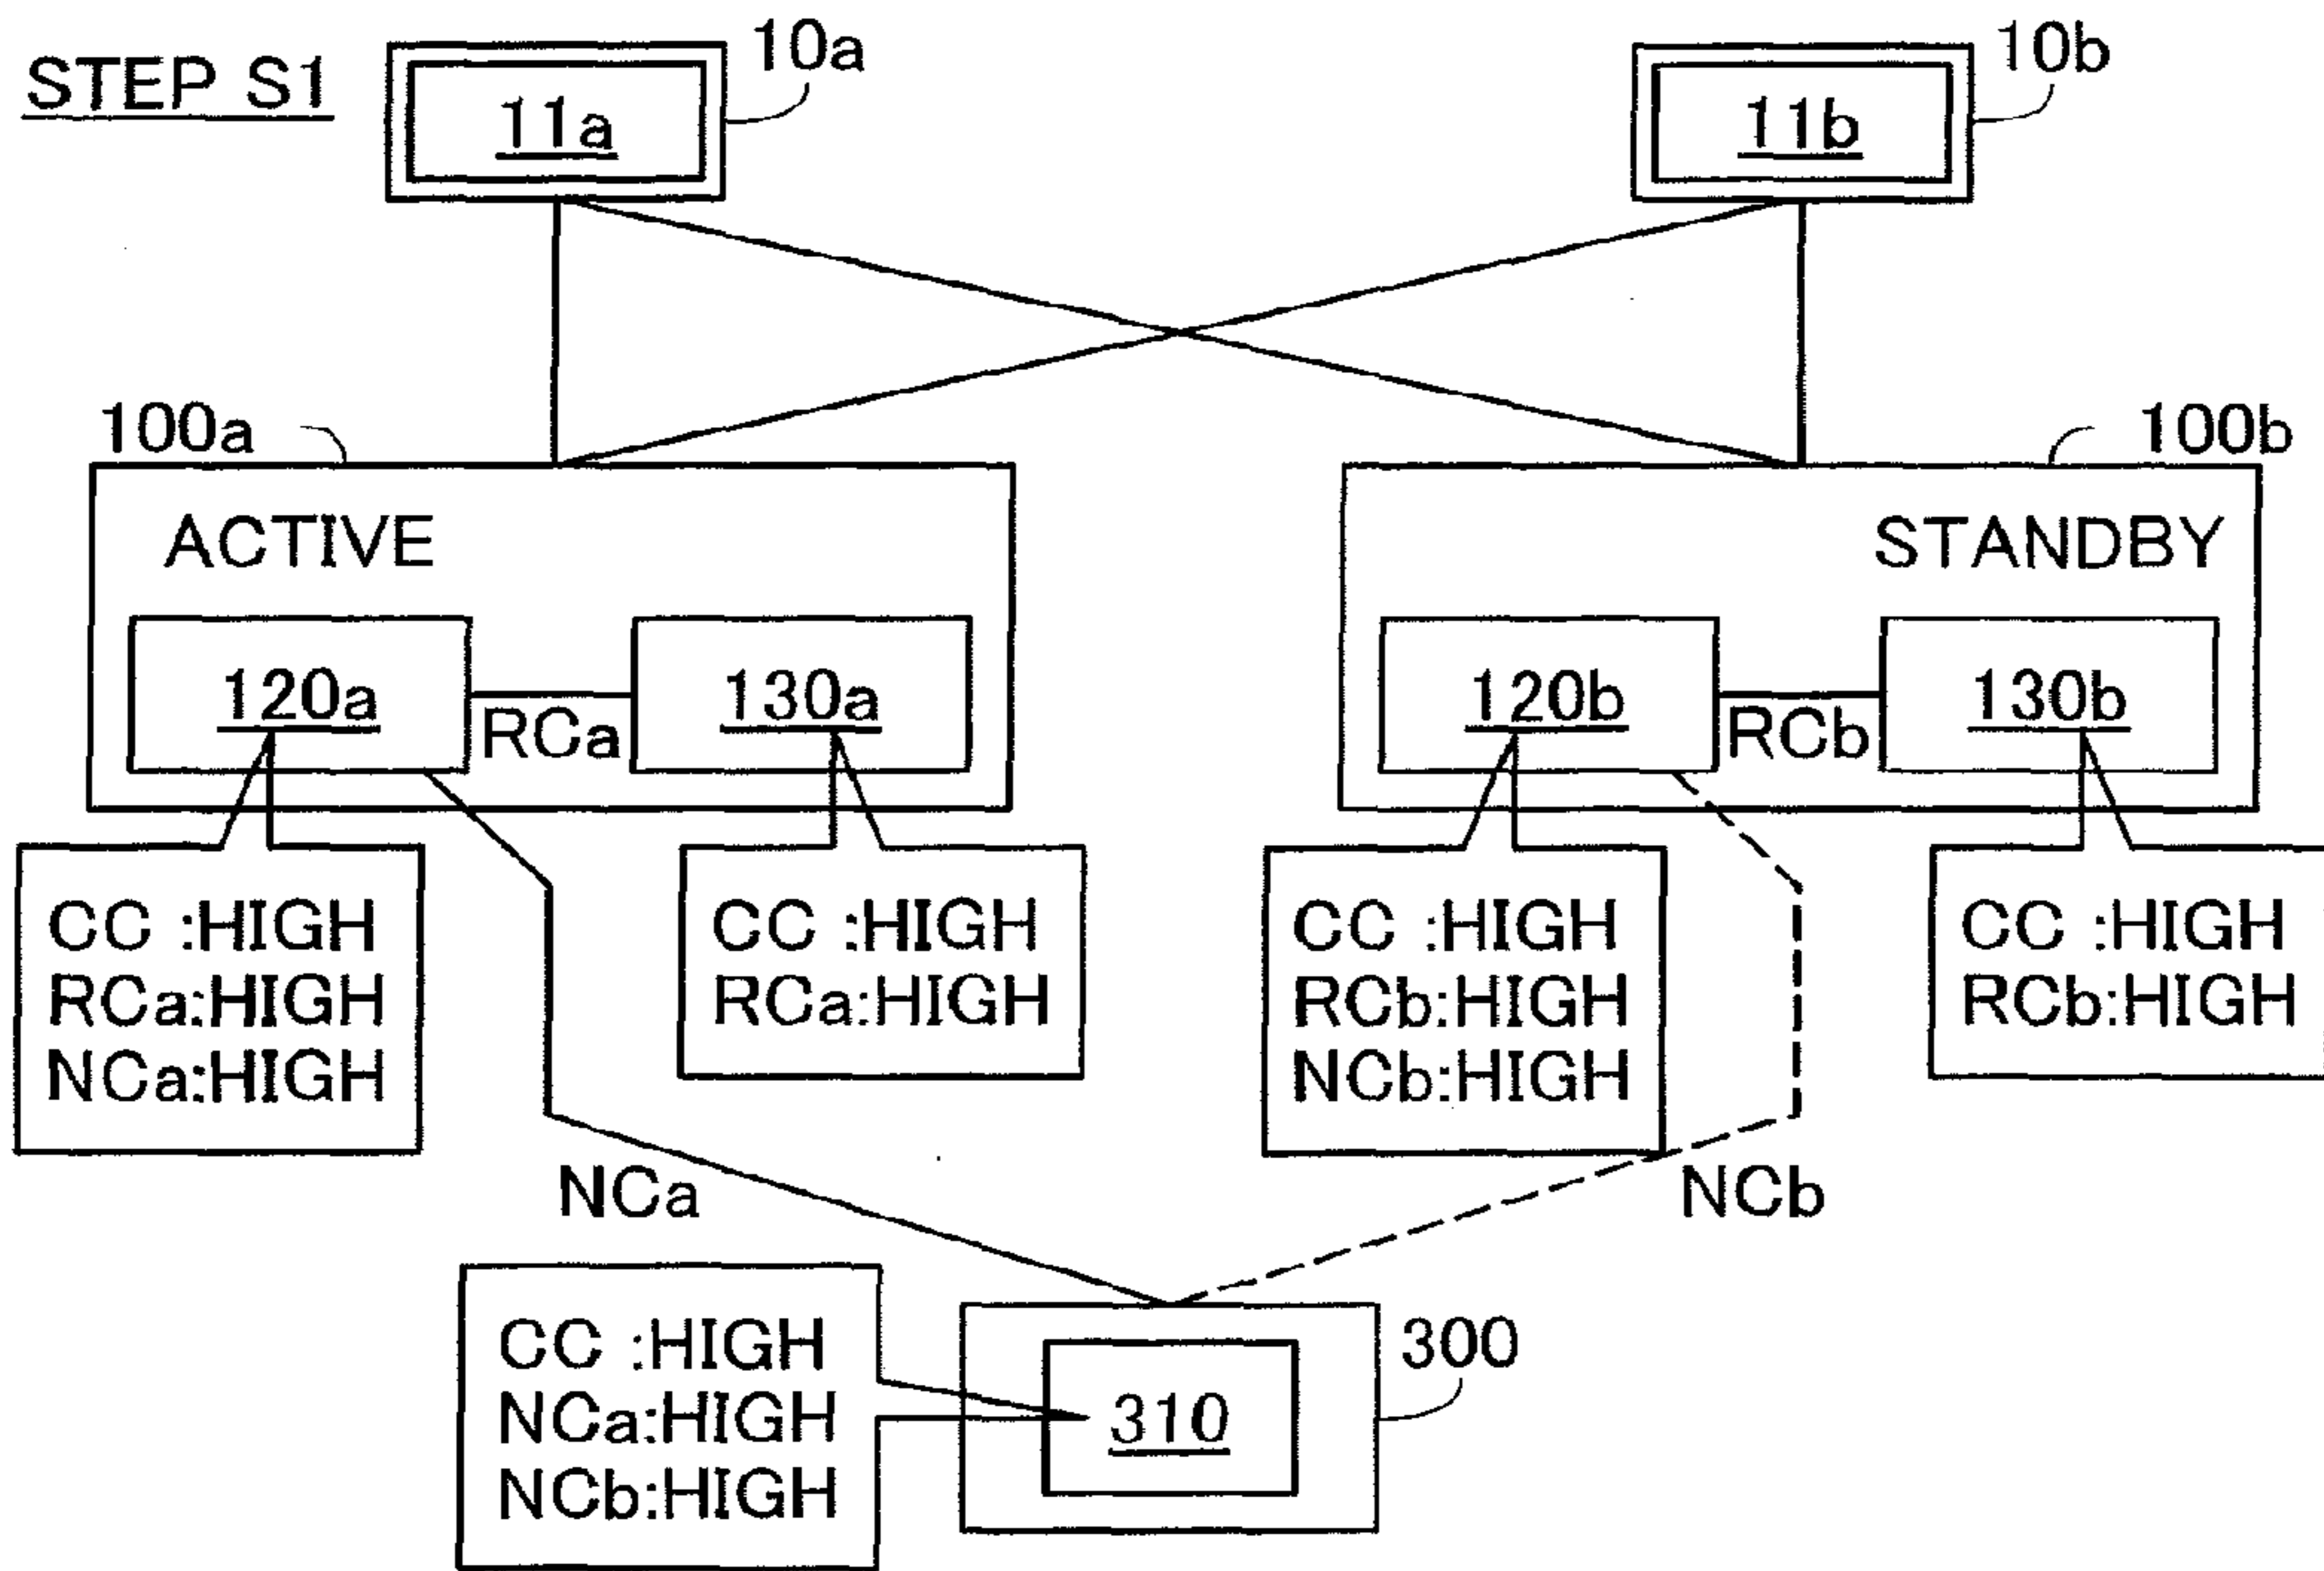 STEP S1
10a
10b
11a
11b
100a
100b
ACTIVE
STANDBY
120a
RCa
130a
120b
RCb
130b
CC :HIGH
RCa:HIGH
NCa:HIGH
CC :HIGH
RCa:HIGH
CC :HIGH
RCb:HIGH
NCb:HIGH
CC :HIGH
RCb:HIGH
NCa
NCb
CC :HIGH
NCa:HIGH
NCb:HIGH
300
310